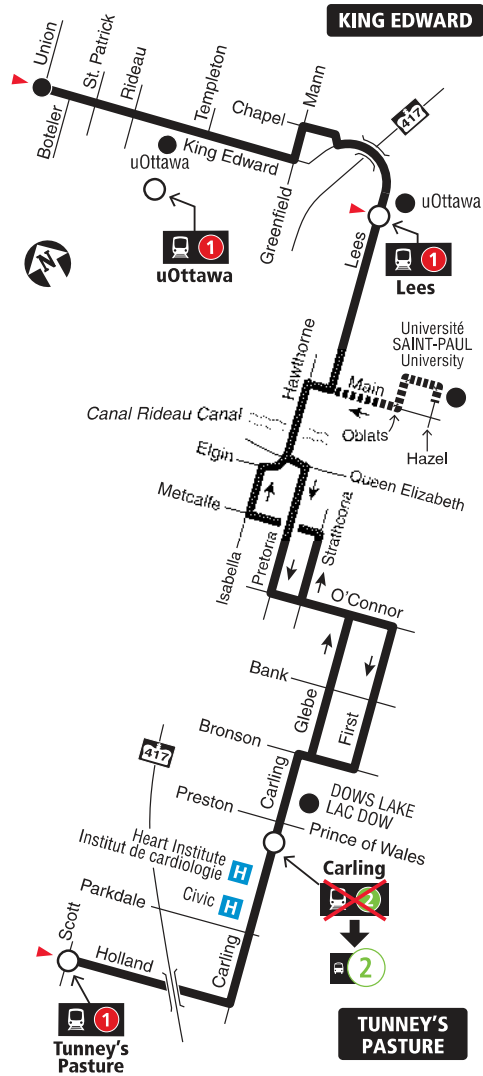 KING EDWARD
Union
St. Patrick
Rideau
Templeton
Mann
Chapel
417
Boteler
King Edward
uOttawa
Greenfield
1
uOttawa
uOttawa
Lees
1
Lees
N
Université
SAINT-PAUL
University
Hawthorne
Main
Oblats
Hazel
Canal Rideau Canal
Elgin
Queen Elizabeth
Metcalfe
Isabella
Pretoria
Strathcona
O'Connor
Bank
Glebe
First
Bronson
417
Carling
DOWS LAKE
LAC DOW
Preston
Prince of Wales
Heart Institute
Institut de cardiologie
H
Civic
H
Carling
2
2
Parkdale
Scott
Holland
Carling
1
Tunney's
Pasture
TUNNEY'S
PASTURE